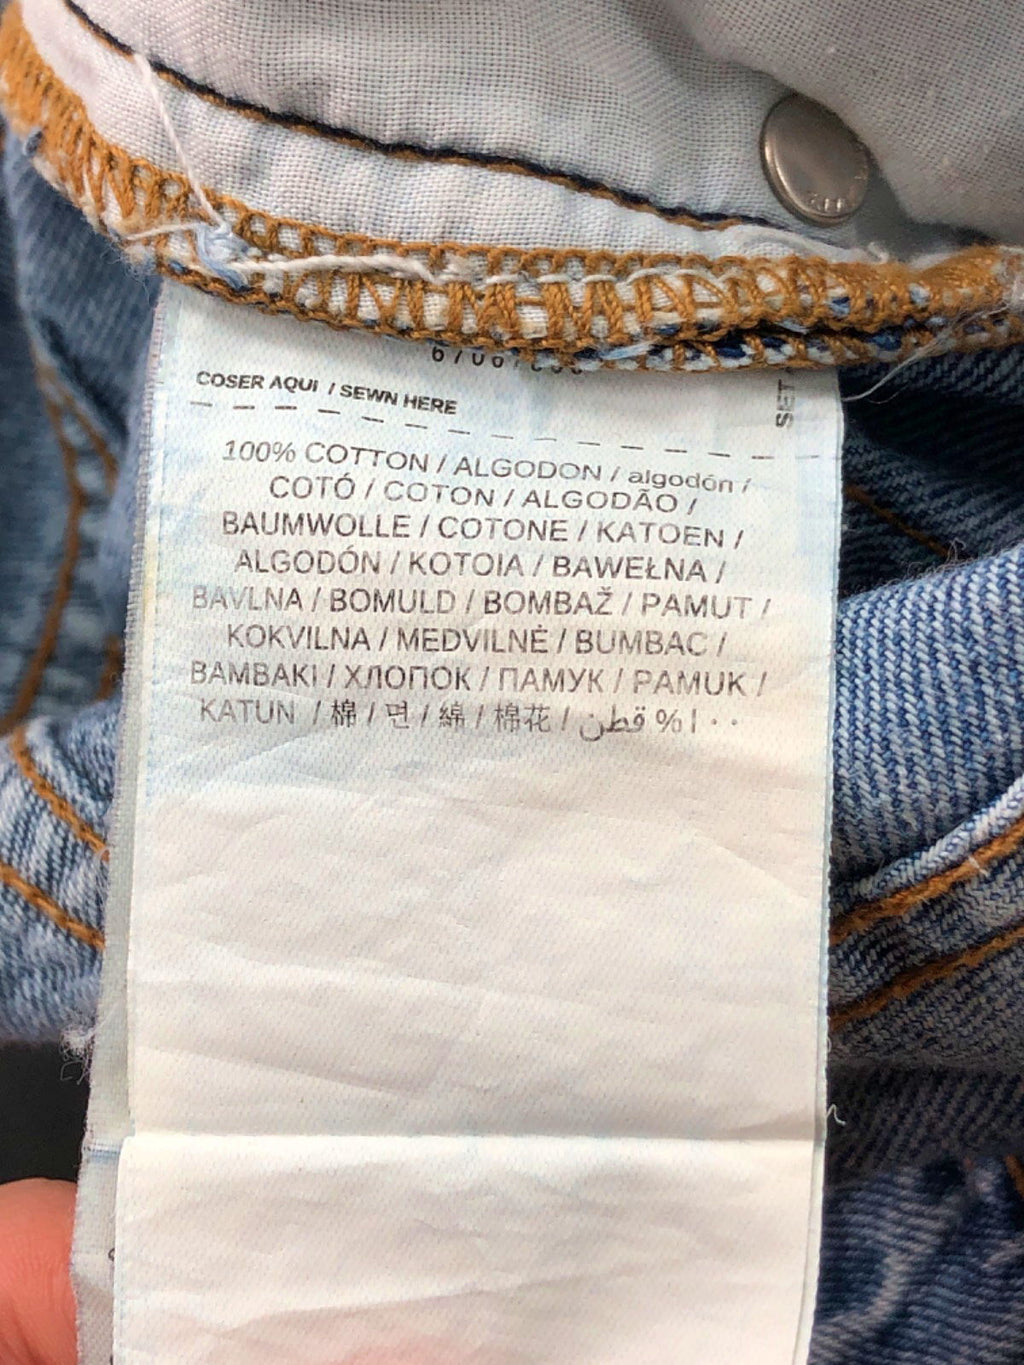 COSER AQUI / SEWN HERE
SET
100% COTTON / ALGODON / algodón /
COTÓ / COTON / ALGODÃO /
BAUMWOLLE / COTONE / KATOEN /
ALGODÓN / KOTOIA / BAWEŁNA /
BAVLNA / BOMULD / BOMBAŽ / PAMUT /
KOKVILNA / MEDVILNĖ / BUMBAC /
BAMBAKI / ХЛОПОК / ПАМУК / PAMUK /
KATUN / 棉 / 면 / 綿 / 棉花 / قطن %١٠٠